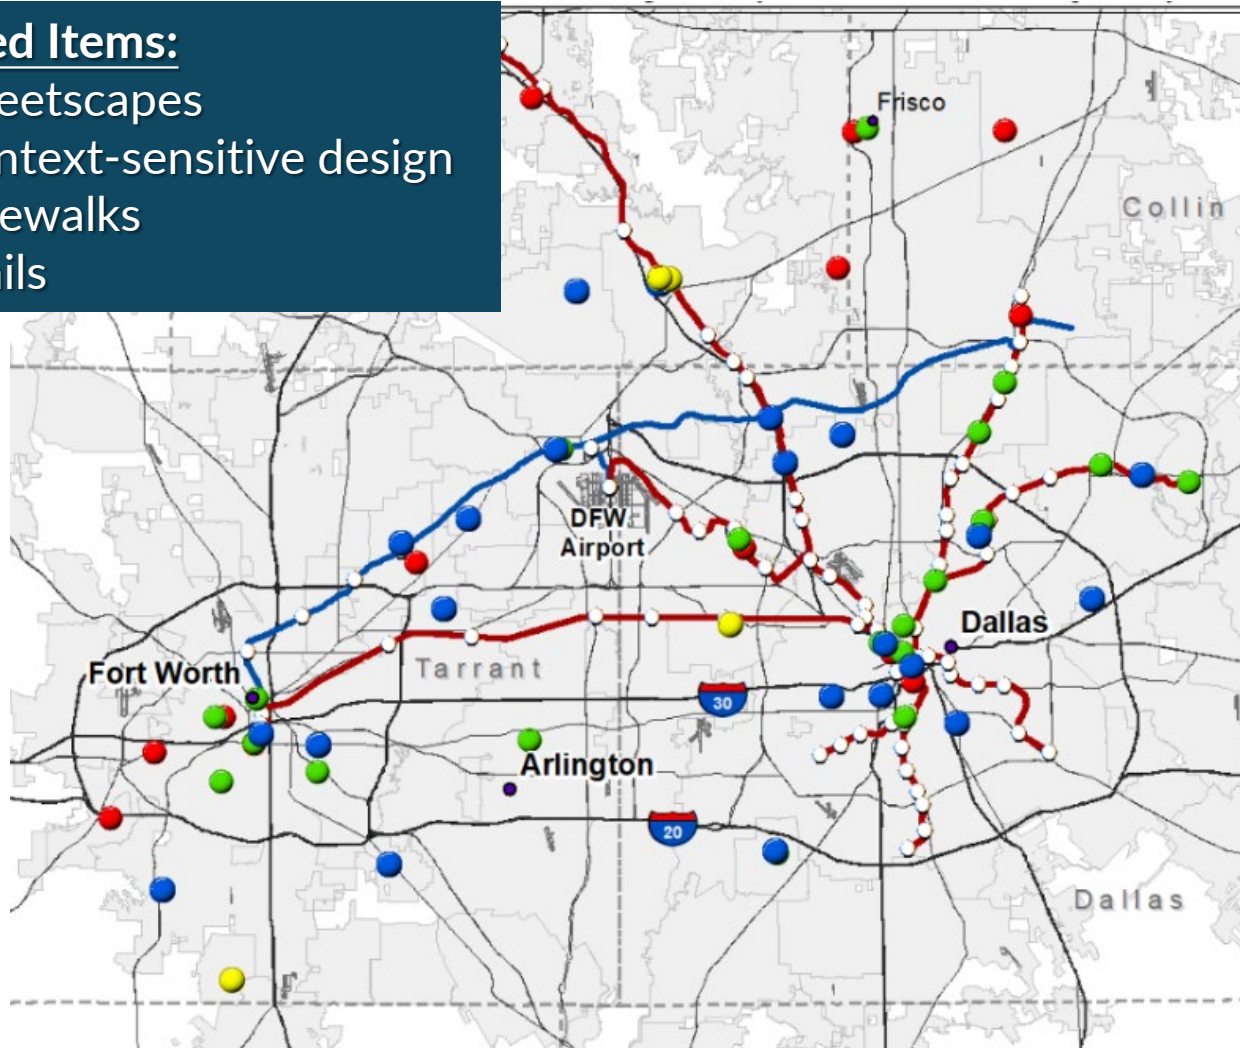 ed Items:
eetscapes
ntext-sensitive design
ewalks
ils
Frisco
Collin
DFW
Airport
Dallas
Fort Worth
Tarrant
30
Arlington
20
Dallas